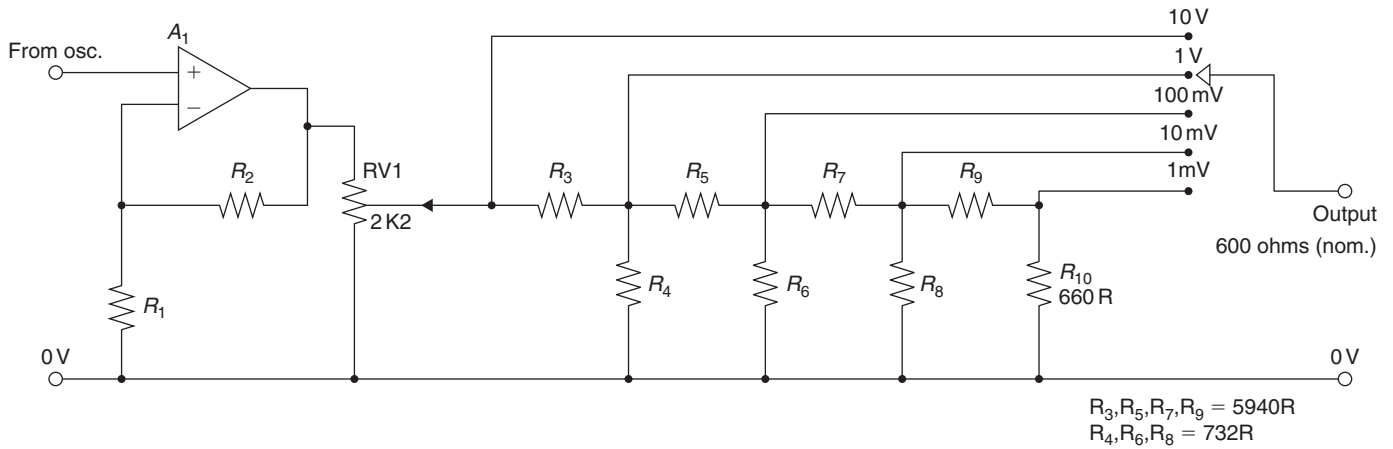 10 V
A1
1 V
From osc.
+
−
100 mV
10 mV
R2
RV1
R3
R5
R7
R9
1mV
2 K2
Output
600 ohms (nom.)
R1
R4
R6
R8
R10
660 R
0 V
0 V
R3,R5,R7,R9 = 5940R
R4,R6,R8 = 732R